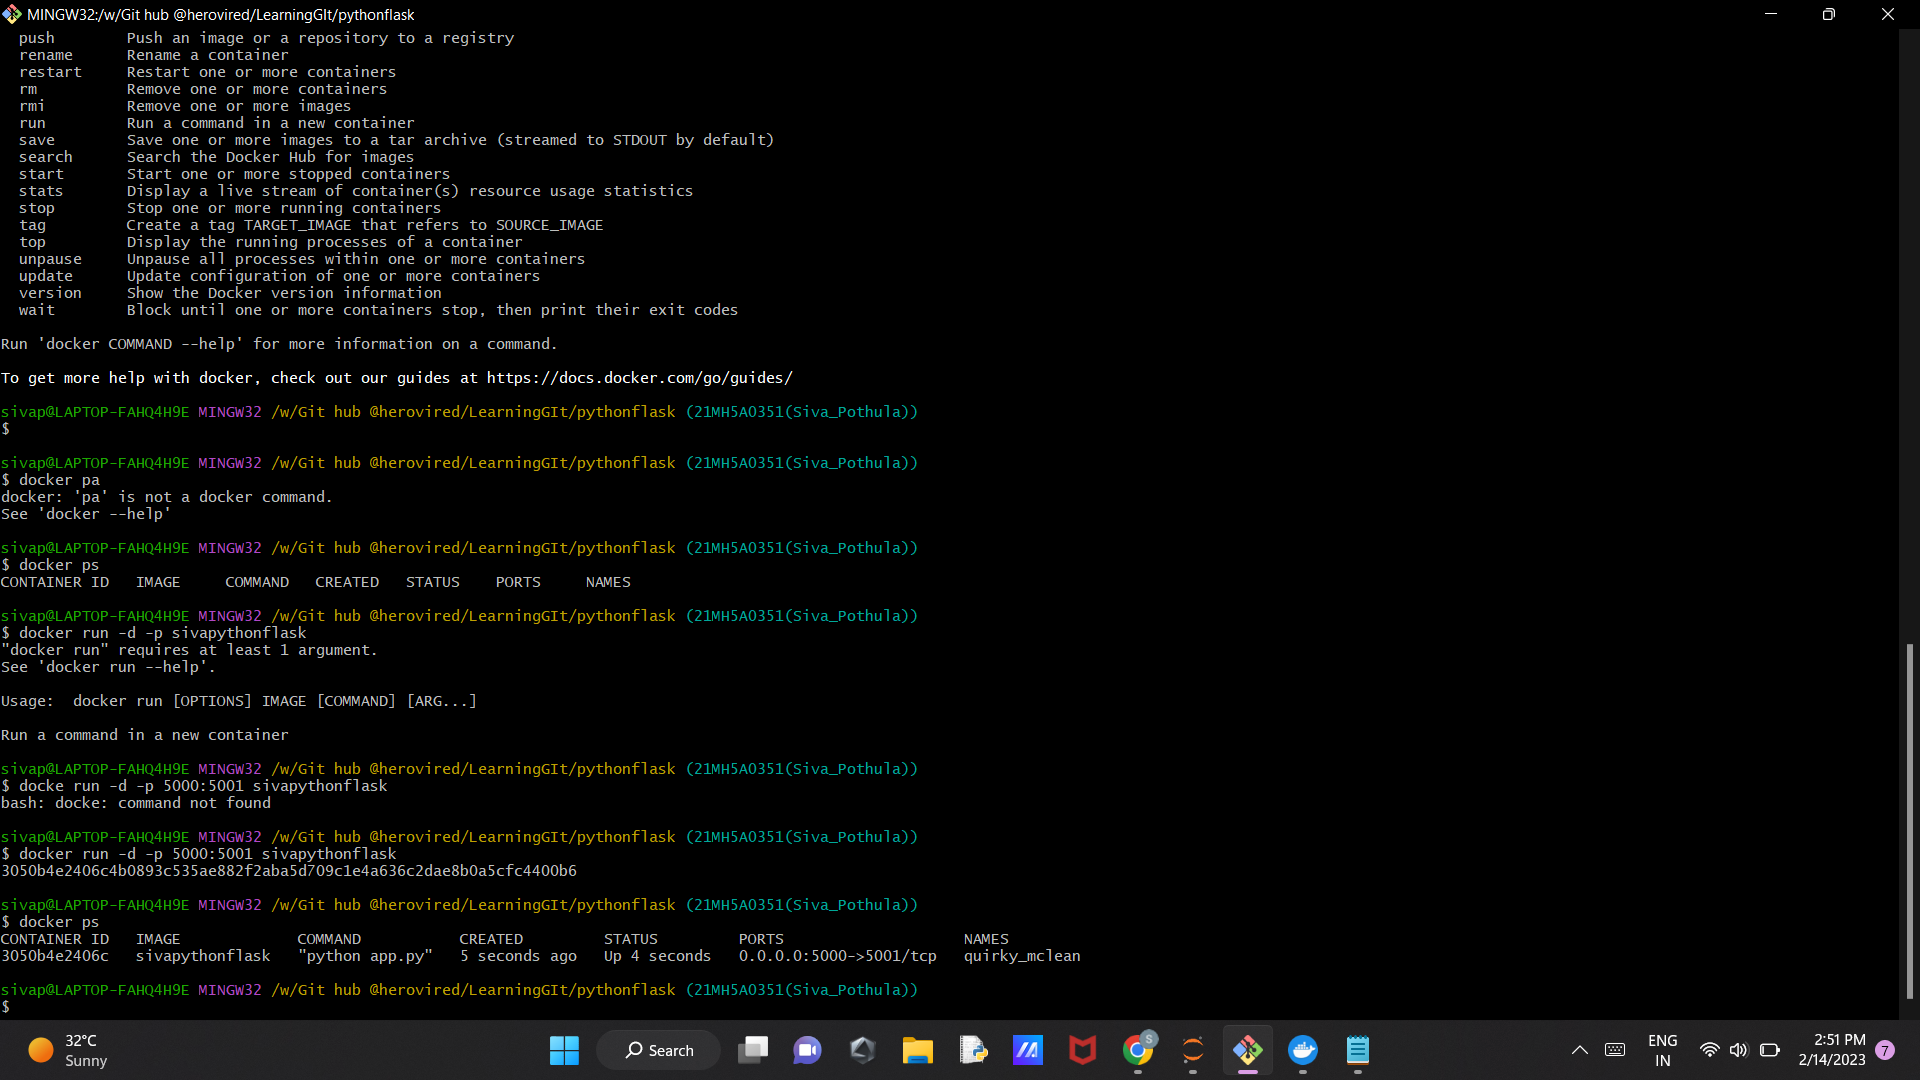 MINGW32:/w/Git hub @herovired/LearningGIt/pythonflask
  push        Push an image or a repository to a registry
  rename      Rename a container
  restart     Restart one or more containers
  rm          Remove one or more containers
  rmi         Remove one or more images
  run         Run a command in a new container
  save        Save one or more images to a tar archive (streamed to STDOUT by default)
  search      Search the Docker Hub for images
  start       Start one or more stopped containers
  stats       Display a live stream of container(s) resource usage statistics
  stop        Stop one or more running containers
  tag         Create a tag TARGET_IMAGE that refers to SOURCE_IMAGE
  top         Display the running processes of a container
  unpause     Unpause all processes within one or more containers
  update      Update configuration of one or more containers
  version     Show the Docker version information
  wait        Block until one or more containers stop, then print their exit codes
Run 'docker COMMAND --help' for more information on a command.
To get more help with docker, check out our guides at https://docs.docker.com/go/guides/
sivap@LAPTOP-FAHQ4H9E MINGW32 /w/Git hub @herovired/LearningGIt/pythonflask (21MH5A0351(Siva_Pothula))
$
sivap@LAPTOP-FAHQ4H9E MINGW32 /w/Git hub @herovired/LearningGIt/pythonflask (21MH5A0351(Siva_Pothula))
$ docker pa
docker: 'pa' is not a docker command.
See 'docker --help'
sivap@LAPTOP-FAHQ4H9E MINGW32 /w/Git hub @herovired/LearningGIt/pythonflask (21MH5A0351(Siva_Pothula))
$ docker ps
CONTAINER ID   IMAGE     COMMAND   CREATED   STATUS    PORTS     NAMES
sivap@LAPTOP-FAHQ4H9E MINGW32 /w/Git hub @herovired/LearningGIt/pythonflask (21MH5A0351(Siva_Pothula))
$ docker run -d -p sivapythonflask
"docker run" requires at least 1 argument.
See 'docker run --help'.
Usage:  docker run [OPTIONS] IMAGE [COMMAND] [ARG...]
Run a command in a new container
sivap@LAPTOP-FAHQ4H9E MINGW32 /w/Git hub @herovired/LearningGIt/pythonflask (21MH5A0351(Siva_Pothula))
$ docke run -d -p 5000:5001 sivapythonflask
bash: docke: command not found
sivap@LAPTOP-FAHQ4H9E MINGW32 /w/Git hub @herovired/LearningGIt/pythonflask (21MH5A0351(Siva_Pothula))
$ docker run -d -p 5000:5001 sivapythonflask
3050b4e2406c4b0893c535ae882f2aba5d709c1e4a636c2dae8b0a5cfc4400b6
sivap@LAPTOP-FAHQ4H9E MINGW32 /w/Git hub @herovired/LearningGIt/pythonflask (21MH5A0351(Siva_Pothula))
$ docker ps
CONTAINER ID   IMAGE             COMMAND           CREATED         STATUS         PORTS                    NAMES
3050b4e2406c   sivapythonflask   "python app.py"   5 seconds ago   Up 4 seconds   0.0.0.0:5000->5001/tcp   quirky_mclean
sivap@LAPTOP-FAHQ4H9E MINGW32 /w/Git hub @herovired/LearningGIt/pythonflask (21MH5A0351(Siva_Pothula))
$
32°C
Sunny
Search
S
ENG
IN
2:51 PM
2/14/2023
7